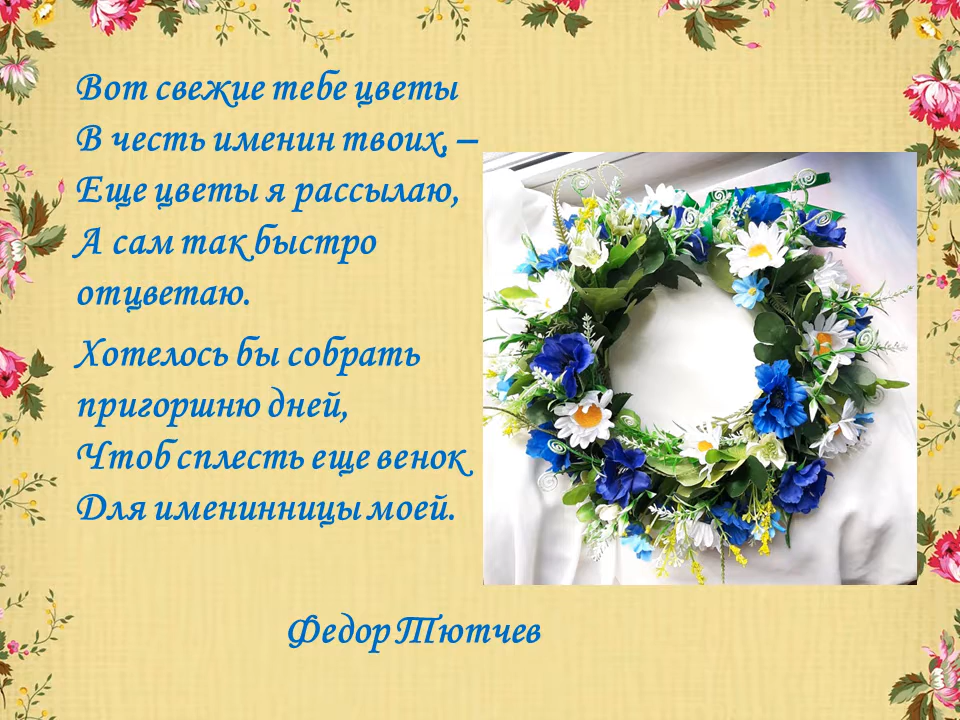 Вот свежие тебе цветы
В честь именин твоих, –
Еще цветы я рассылаю,
А сам так быстро
отцветаю.
Хотелось бы собрать
пригоршню дней,
Чтоб сплесть еще венок
Для именинницы моей.
Федор Тютчев